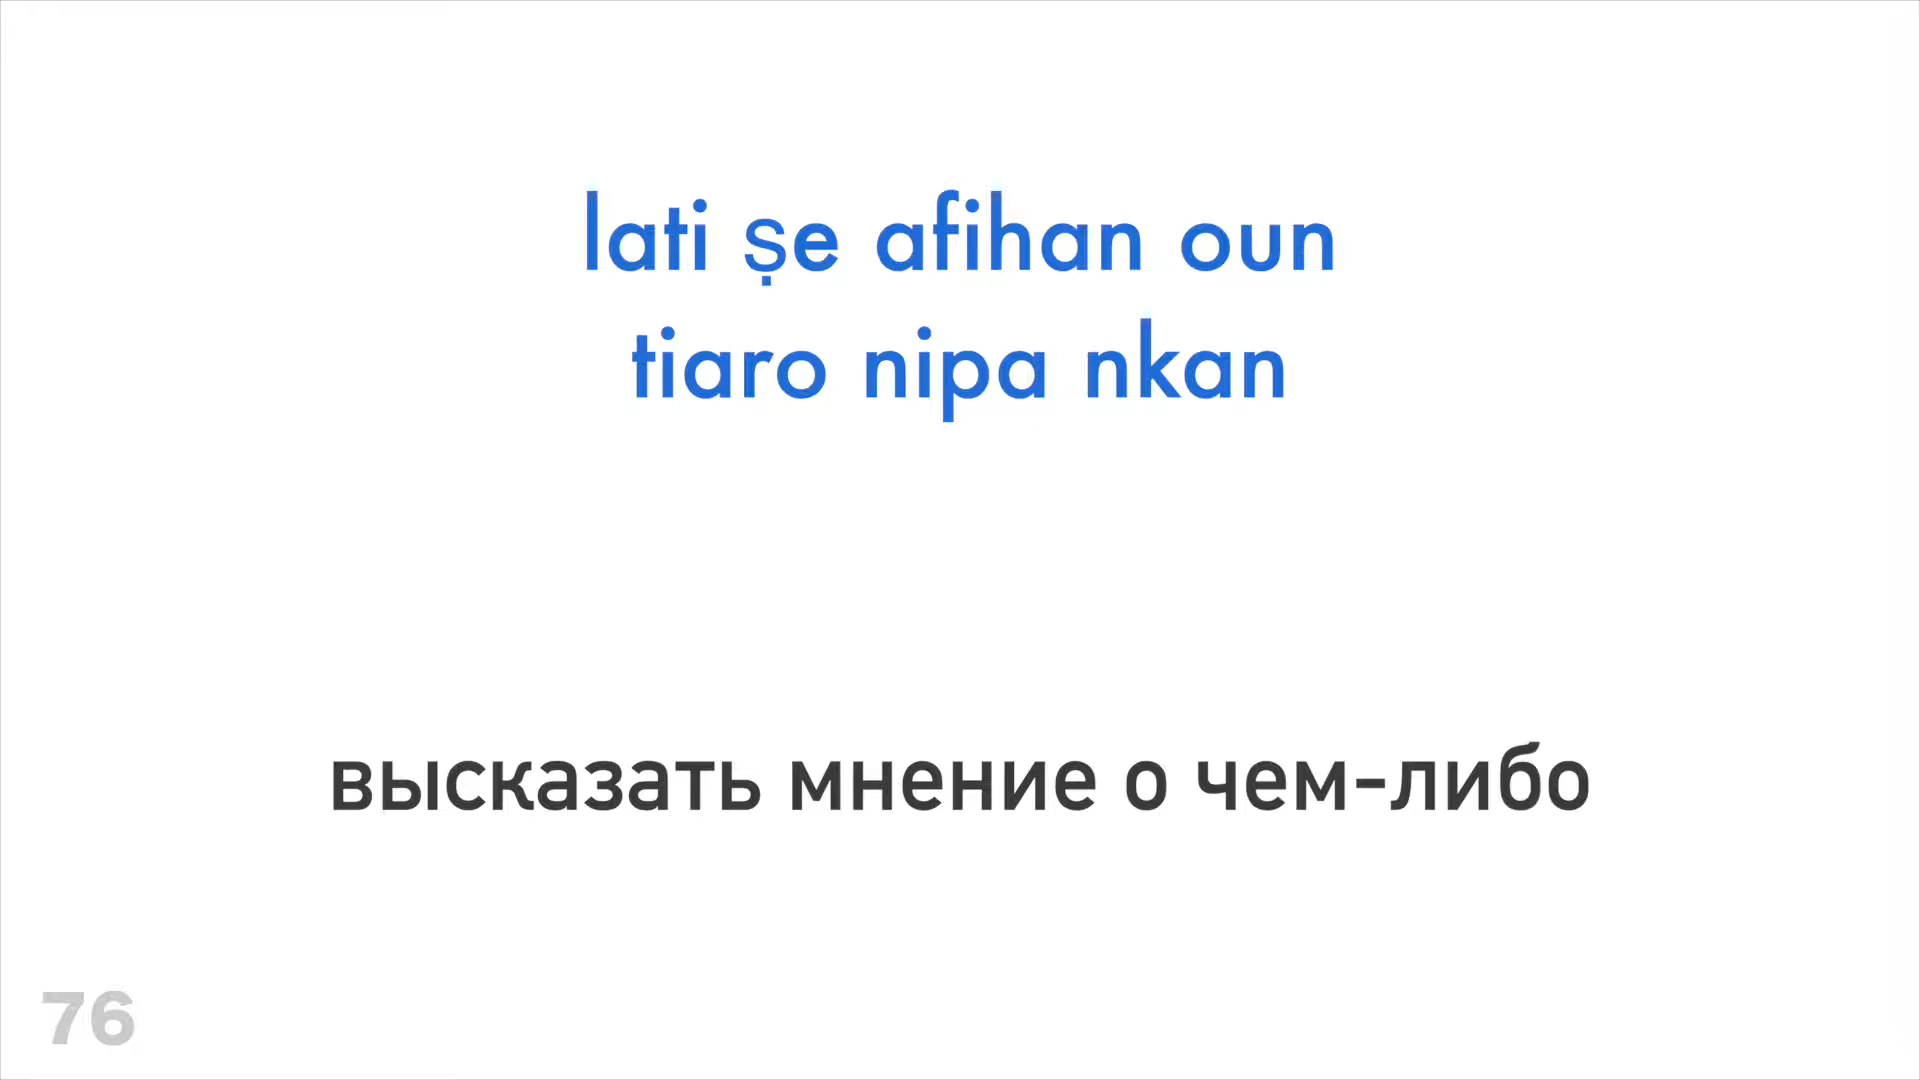 lati ṣe afihan oun
tiaro nipa nkan
высказать мнение о чем-либо
76